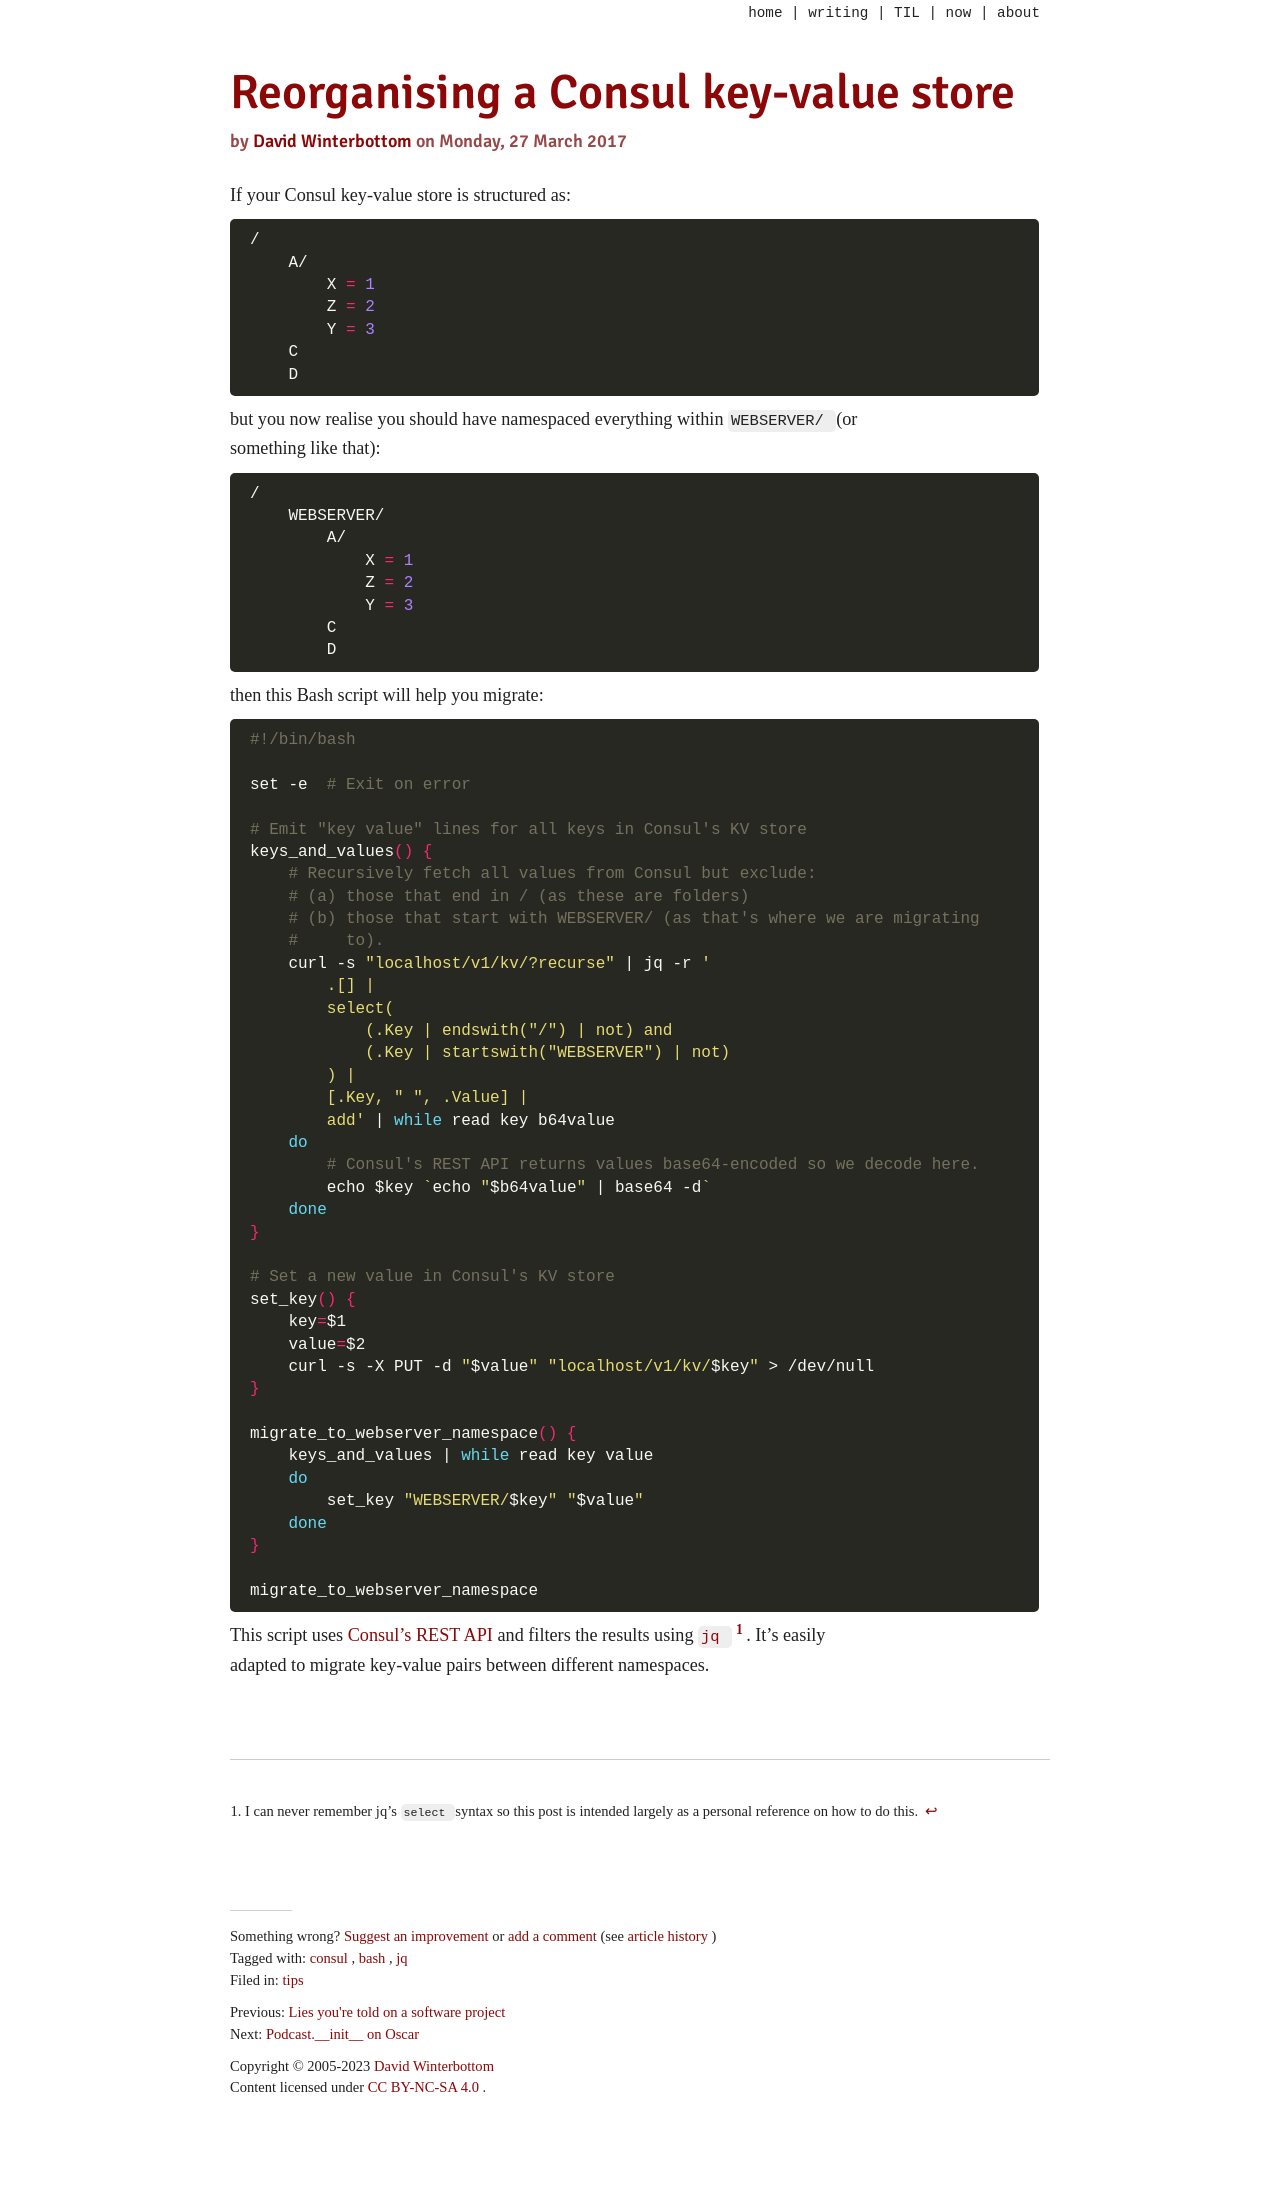 home | writing | TIL | now | about
Reorganising a Consul key-value store
by David Winterbottom on Monday, 27 March 2017
If your Consul key-value store is structured as:
/
    A/
        X = 1
        Z = 2
        Y = 3
    C
    D
but you now realise you should have namespaced everything within WEBSERVER/ (or
something like that):
/
    WEBSERVER/
        A/
            X = 1
            Z = 2
            Y = 3
        C
        D
then this Bash script will help you migrate:
#!/bin/bash
set -e  # Exit on error
# Emit "key value" lines for all keys in Consul's KV store
keys_and_values() {
    # Recursively fetch all values from Consul but exclude:
    # (a) those that end in / (as these are folders)
    # (b) those that start with WEBSERVER/ (as that's where we are migrating
    #     to).
    curl -s "localhost/v1/kv/?recurse" | jq -r '
        .[] |
        select(
            (.Key | endswith("/") | not) and
            (.Key | startswith("WEBSERVER") | not)
        ) |
        [.Key, " ", .Value] |
        add' | while read key b64value
    do
        # Consul's REST API returns values base64-encoded so we decode here.
        echo $key `echo "$b64value" | base64 -d`
    done
}
# Set a new value in Consul's KV store
set_key() {
    key=$1
    value=$2
    curl -s -X PUT -d "$value" "localhost/v1/kv/$key" > /dev/null
}
migrate_to_webserver_namespace() {
    keys_and_values | while read key value
    do
        set_key "WEBSERVER/$key" "$value"
    done
}
migrate_to_webserver_namespace
This script uses Consul’s REST API and filters the results using jq 1 . It’s easily
adapted to migrate key-value pairs between different namespaces.
1. I can never remember jq’s select syntax so this post is intended largely as a personal reference on how to do this. ↩
Something wrong? Suggest an improvement or add a comment (see article history )
Tagged with: consul , bash , jq
Filed in: tips
Previous: Lies you're told on a software project
Next: Podcast.__init__ on Oscar
Copyright © 2005-2023 David Winterbottom
Content licensed under CC BY-NC-SA 4.0 .